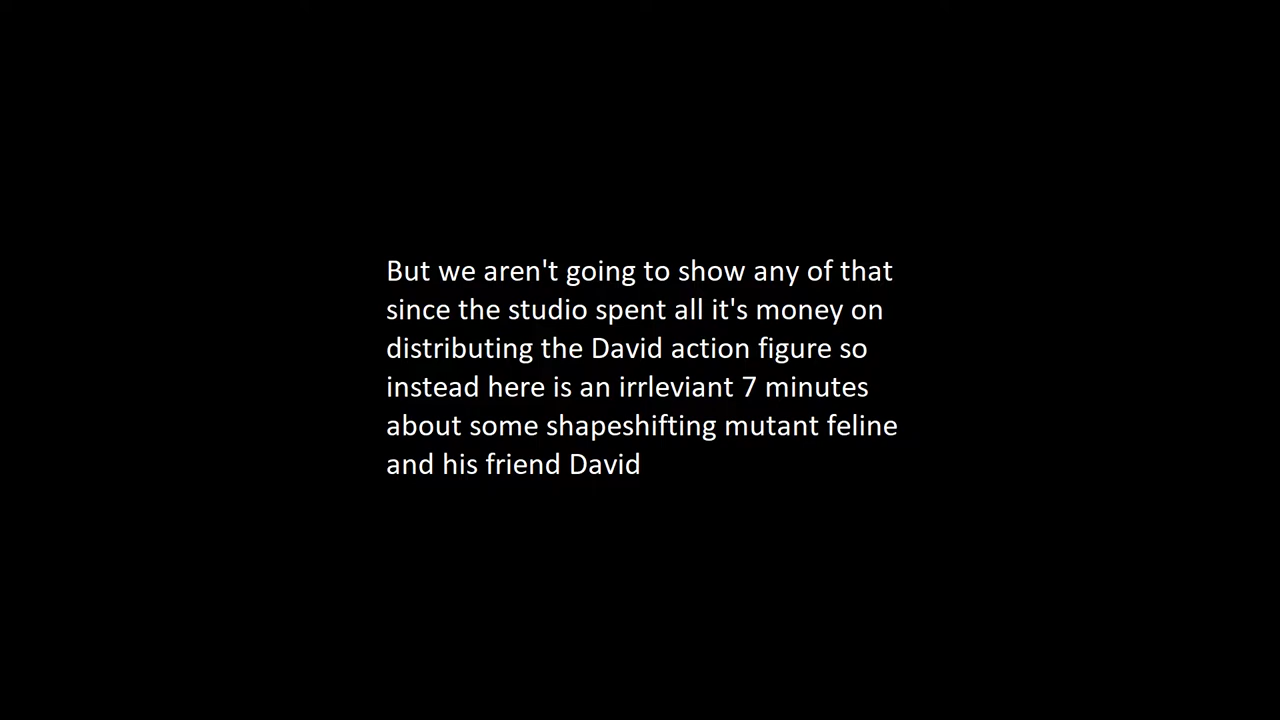 But we aren't going to show any of that
since the studio spent all it's money on
distributing the David action figure so
instead here is an irrleviant 7 minutes
about some shapeshifting mutant feline
and his friend David